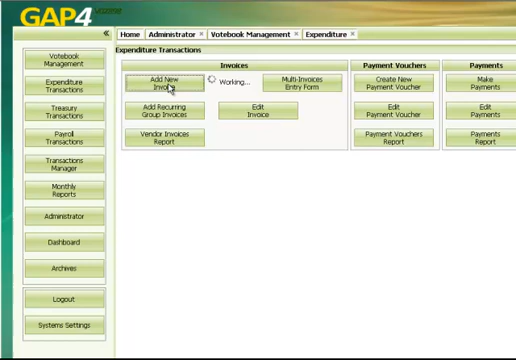 GAP4
« Home Administrator × Votebook Management × Expenditure ×
Expenditure Transactions
Invoices Payment Vouchers Payments
Votebook
Management
Expenditure
Transactions
Treasury
Transactions
Payroll
Transactions
Transactions
Manager
Monthly
Reports
Administrator
Dashboard
Archives
Logout
Systems Settings
Add New
Invoice
Working...
Multi-Invoices
Entry Form
Add Recurring
Group Invoices
Edit
Invoice
Vendor Invoices
Report
Create New
Payment Voucher
Edit
Payment Voucher
Payment Vouchers
Report
Make
Payments
Edit
Payments
Payments
Report